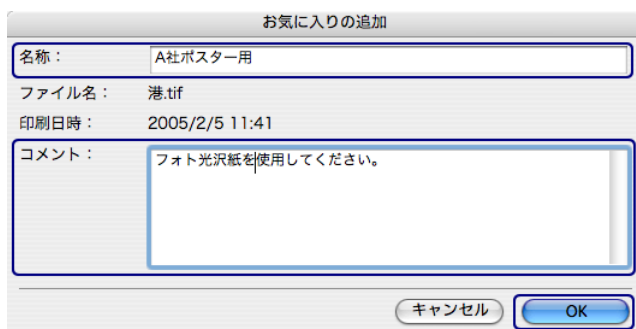 お気に入りの追加
名称： A社ポスター用
ファイル名： 港.tif
印刷日時： 2005/2/5 11:41
コメント： フォト光沢紙を使用してください。
キャンセル OK